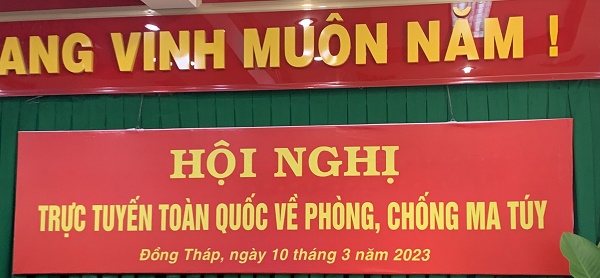 ANG VINH MUÔN NĂM !
HỘI NGHỊ
TRỰC TUYẾN TOÀN QUỐC VỀ PHÒNG, CHỐNG MA TÚY
Đồng Tháp, ngày 10 tháng 3 năm 2023